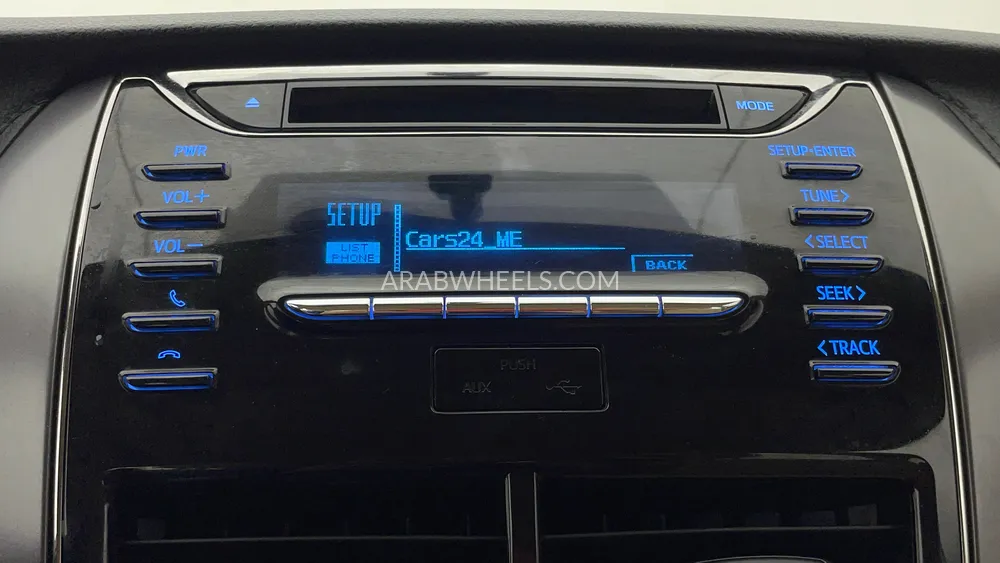 MODE
PWR
VOL+
VOL−
SETUP·ENTER
TUNE>
<SELECT
SEEK>
<TRACK
SETUP
LIST
PHONE
Cars24_ME
BACK
ARABWHEELS.COM
PUSH
AUX